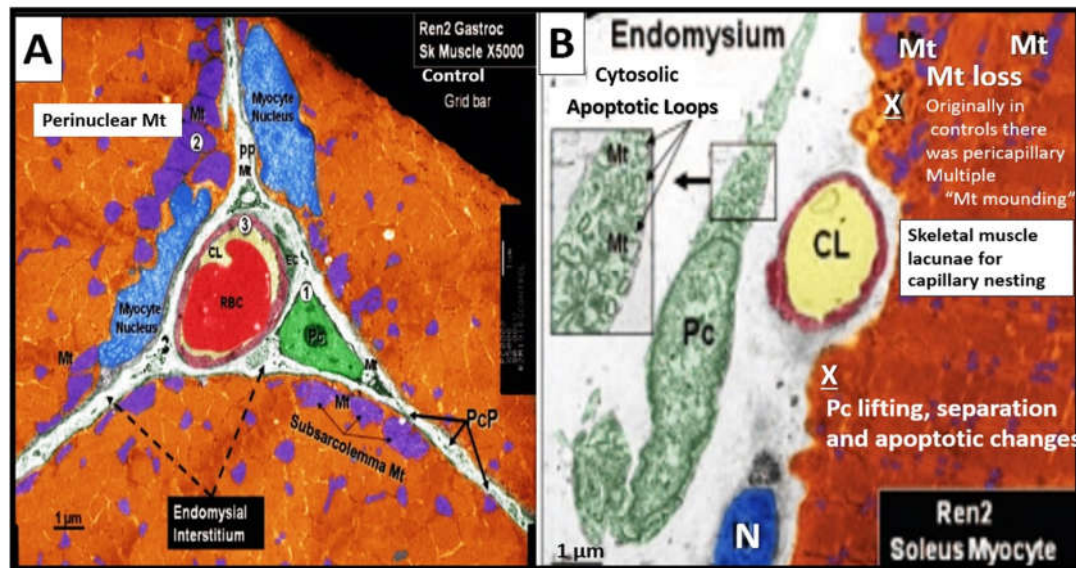 A
Ren2 Gastroc
Sk Muscle X5000
Control
Grid bar
Perinuclear Mt
Mt
2
Myocyte
Nucleus
PP
Mt
3
CL
EC
RBC
1
Pc
Myocyte
Nucleus
Mt
Mt
Mt
Subsarcolemma Mt
PcP
Endomysial
Interstitium
1 µm
B
Endomysium
Cytosolic
Apoptotic Loops
Mt
Mt
Mt Mt
Mt loss
X
Originally in
controls there
was pericapillary
Multiple
"Mt mounding"
CL
Skeletal muscle
lacunae for
capillary nesting
Pc
X
Pc lifting, separation
and apoptotic changes
N
1 µm
Ren2
Soleus Myocyte